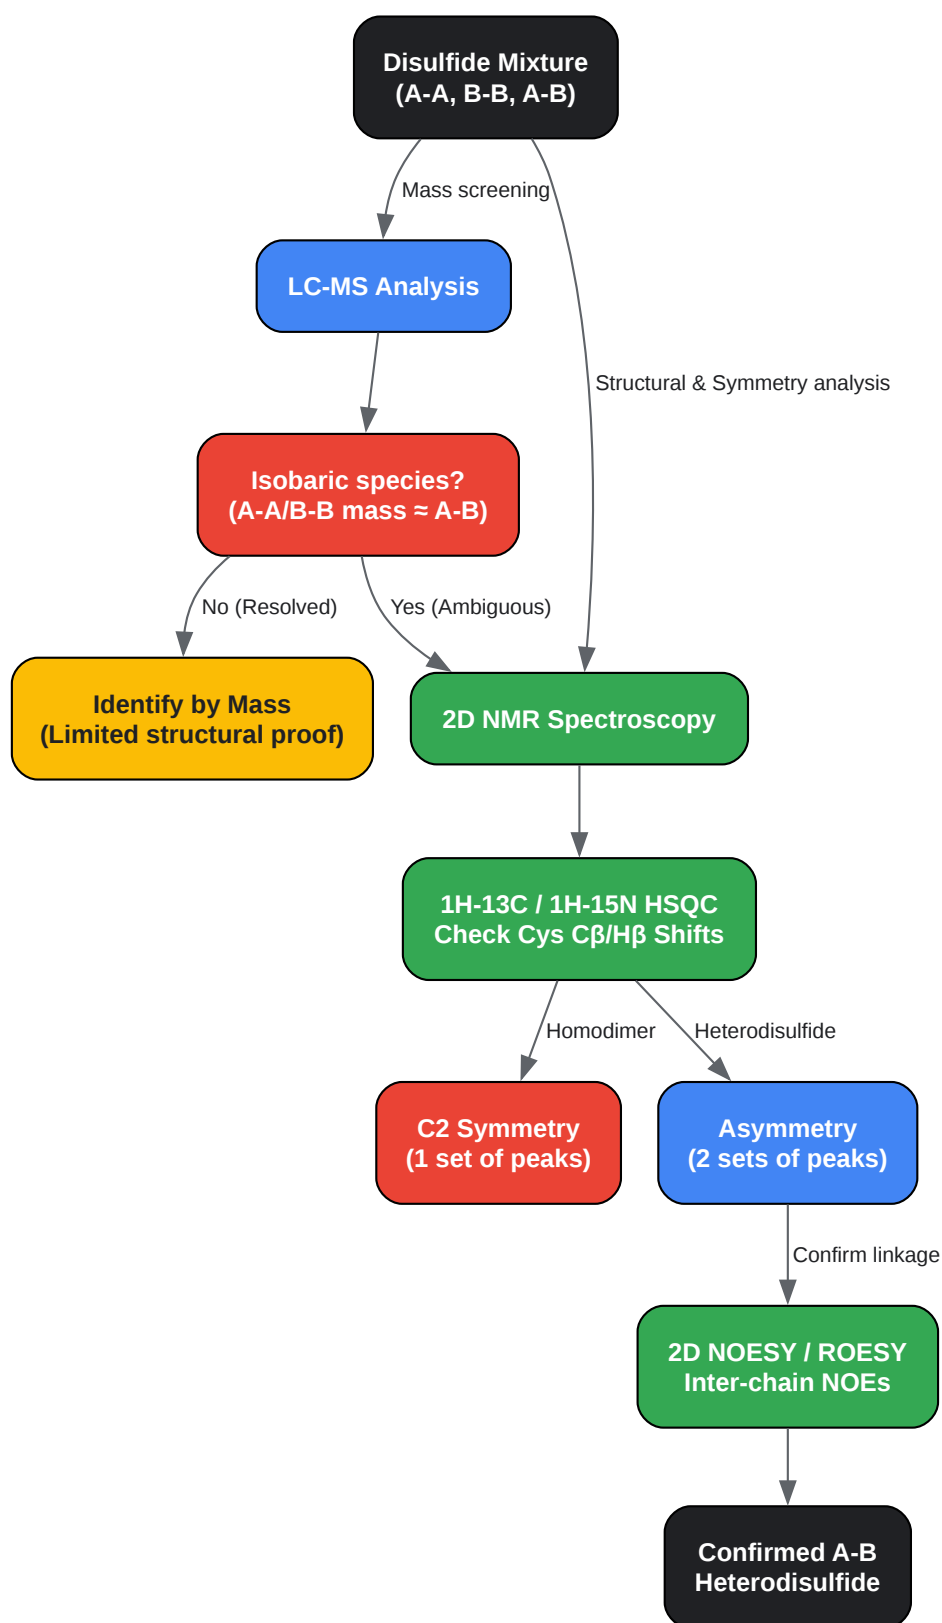 Disulfide Mixture
(A-A, B-B, A-B)
Mass screening
LC-MS Analysis
Structural & Symmetry analysis
Isobaric species?
(A-A/B-B mass ≈ A-B)
No (Resolved)
Yes (Ambiguous)
Identify by Mass
(Limited structural proof)
2D NMR Spectroscopy
1H-13C / 1H-15N HSQC
Check Cys Cβ/Hβ Shifts
Homodimer
Heterodisulfide
C2 Symmetry
(1 set of peaks)
Asymmetry
(2 sets of peaks)
Confirm linkage
2D NOESY / ROESY
Inter-chain NOEs
Confirmed A-B
Heterodisulfide